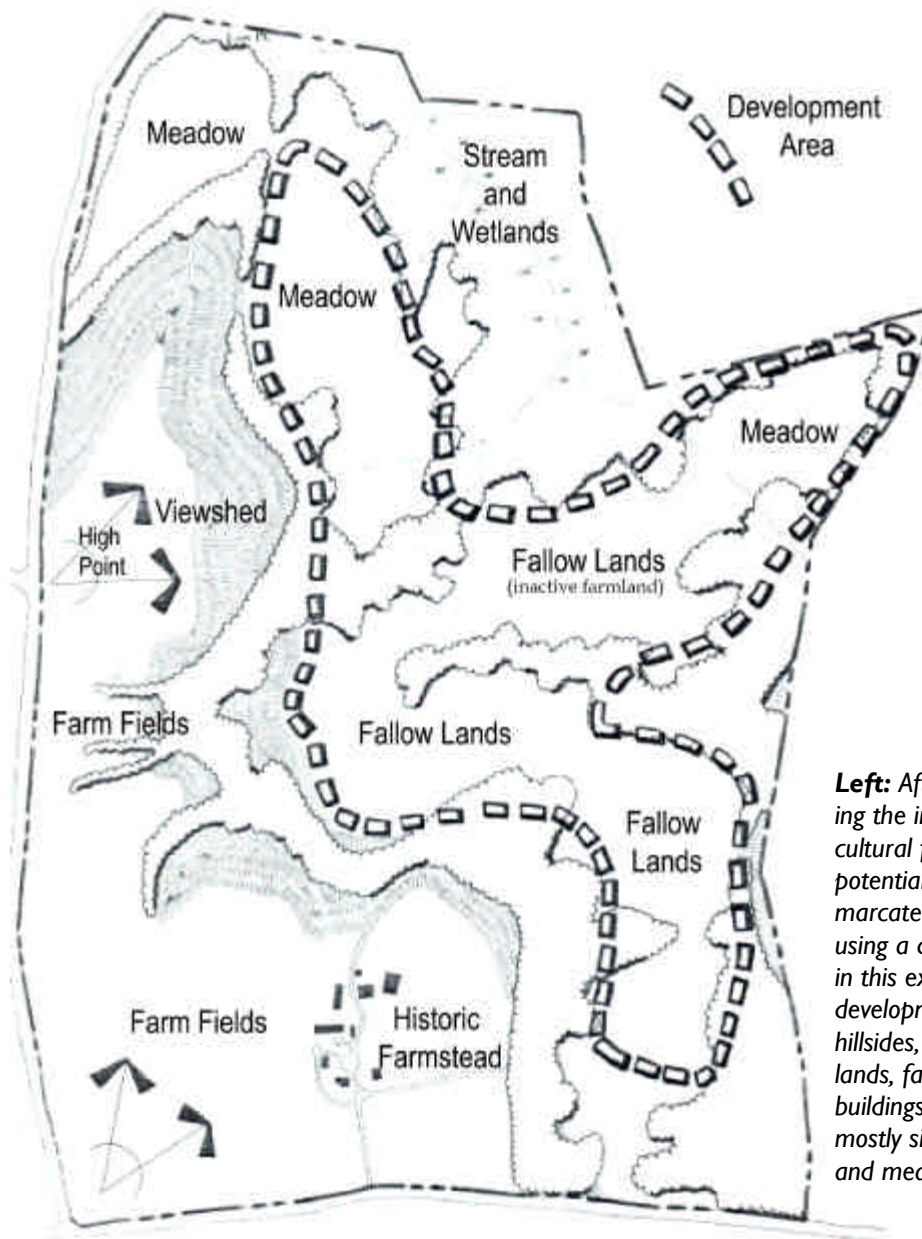 Meadow
Stream
and
Wetlands
Development
Area
Meadow
Meadow
Viewshed
High
Point
Fallow Lands
(inactive farmland)
Farm Fields
Fallow Lands
Fallow
Lands
Farm Fields
Historic
Farmstead
Left: Af
ing the i
cultural f
potential
marcate
using a c
in this ex
developm
hillsides,
lands, fa
buildings
mostly si
and mea